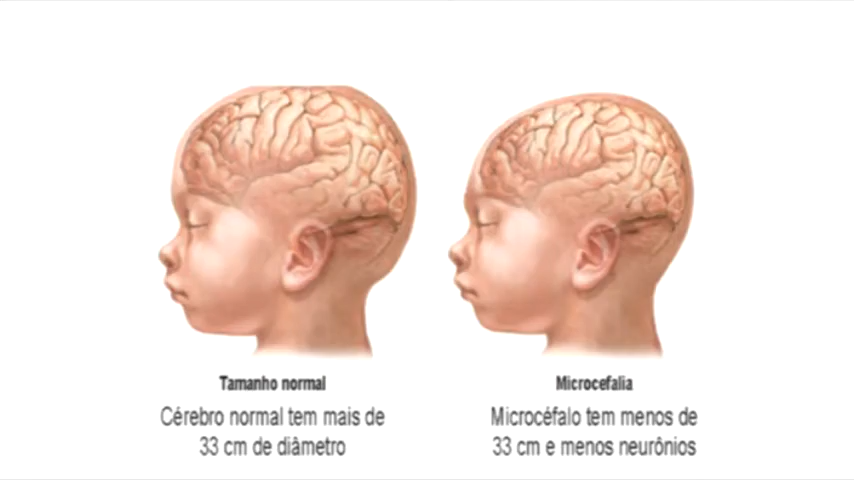 Tamanho normal
Cérebro normal tem mais de
33 cm de diâmetro
Microcefalia
Microcéfalo tem menos de
33 cm e menos neurônios